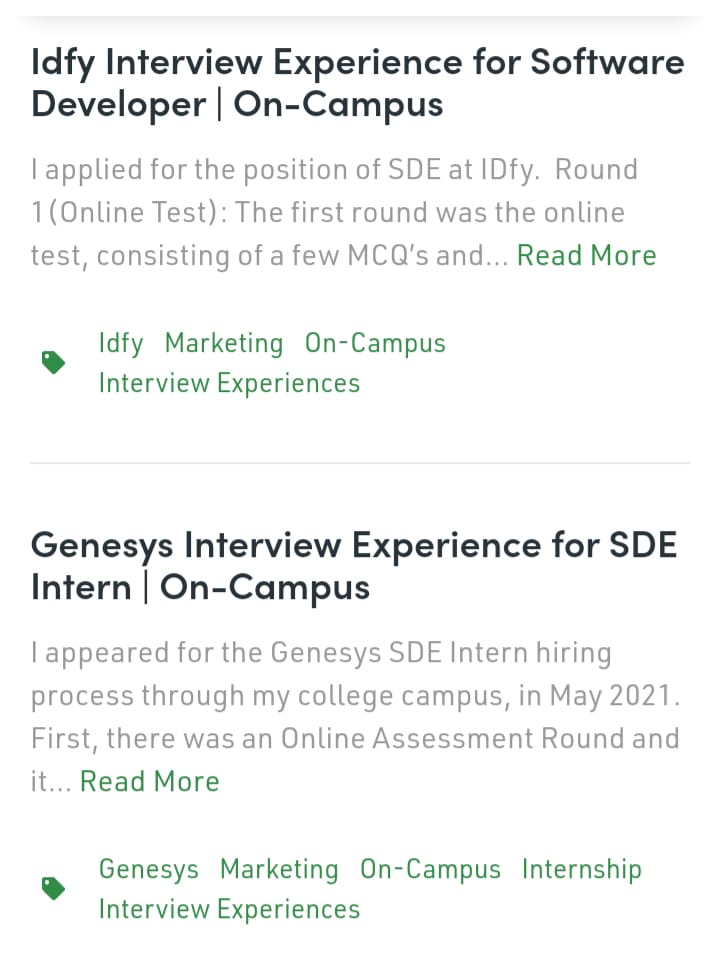 Idfy Interview Experience for Software
Developer | On-Campus
I applied for the position of SDE at IDfy.  Round
1(Online Test): The first round was the online
test, consisting of a few MCQ’s and... Read More
Idfy Marketing On-Campus
Interview Experiences
Genesys Interview Experience for SDE
Intern | On-Campus
I appeared for the Genesys SDE Intern hiring
process through my college campus, in May 2021.
First, there was an Online Assessment Round and
it... Read More
Genesys Marketing On-Campus Internship
Interview Experiences